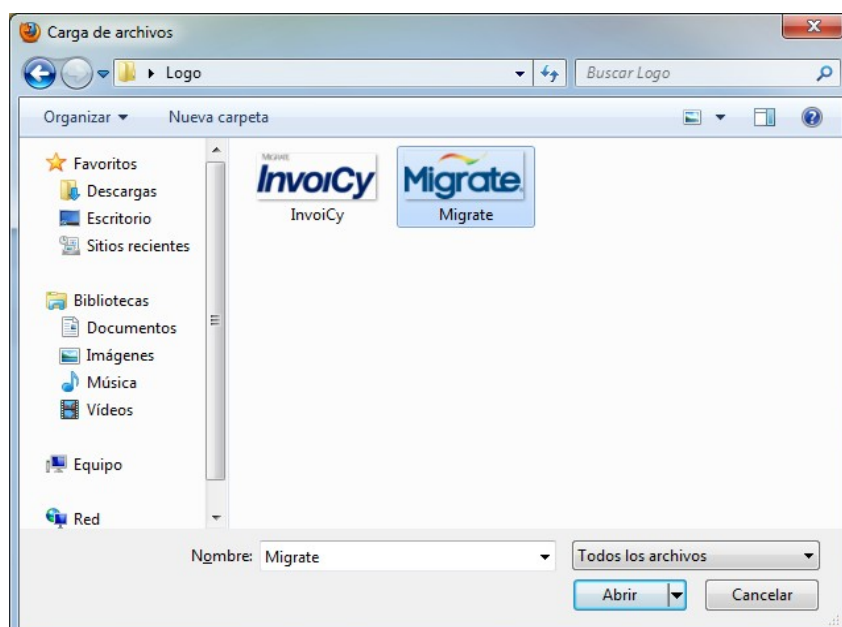 Carga de archivos
Logo
Buscar Logo
Organizar
Nueva carpeta
Favoritos
Descargas
Escritorio
Sitios recientes
Bibliotecas
Documentos
Imágenes
Música
Vídeos
Equipo
Red
MIGRATE
InvoiCy
InvoiCy
Migrate
Migrate
Nombre: Migrate
Todos los archivos
Abrir
Cancelar